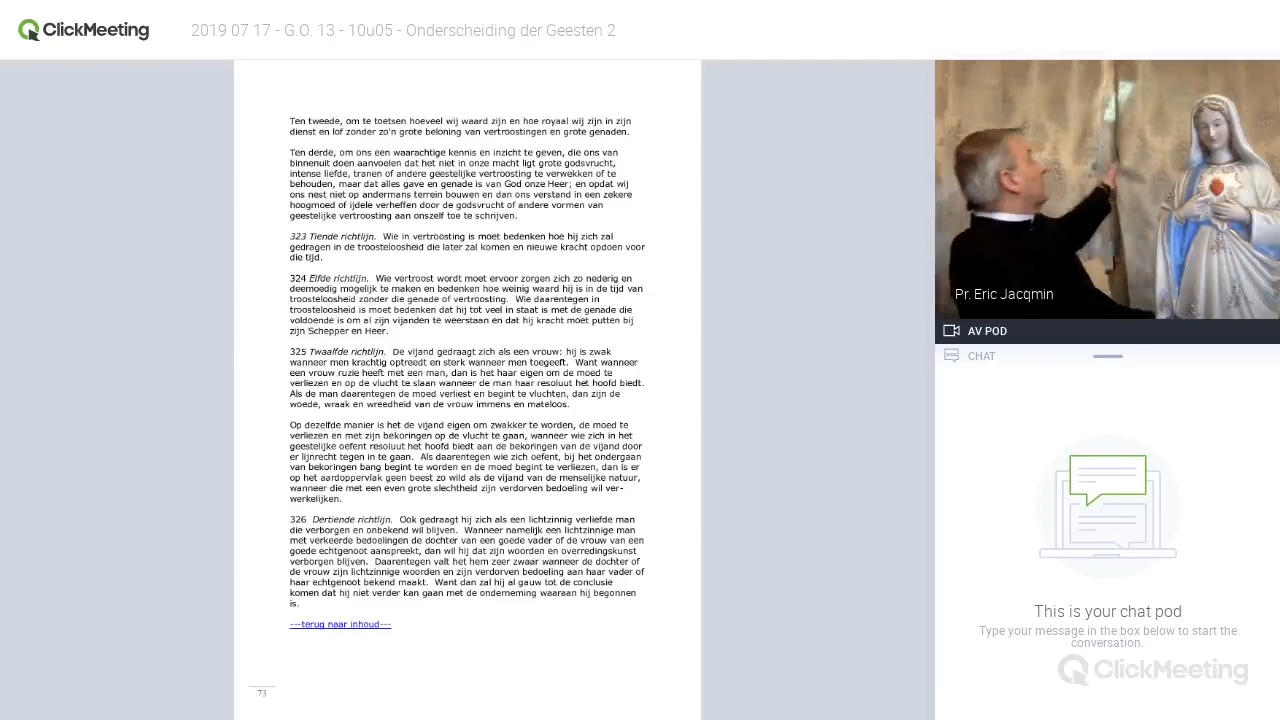 ClickMeeting
2019 07 17 - G.O. 13 - 10u05 - Onderscheiding der Geesten 2
Ten tweede, om te toetsen hoeveel wij waard zijn en hoe royaal wij zijn in zijn
dienst en lof zonder zo'n grote beloning van vertroostingen en grote genaden.
Ten derde, om ons een waarachtige kennis en inzicht te geven, die ons van
binnenuit doen aanvoelen dat het niet in onze macht ligt grote godsvrucht,
intense liefde, tranen of andere geestelijke vertroosting te verwekken of te
behouden, maar dat alles gave en genade is van God onze Heer; en opdat wij
ons nest niet op andermans terrein bouwen en dan ons verstand in een zekere
hoogmoed of ijdele verheffen door de godsvrucht of andere vormen van
geestelijke vertroosting aan onszelf toe te schrijven.
323 Tiende richtlijn.  Wie in vertroosting is moet bedenken hoe hij zich zal
gedragen in de troosteloosheid die later zal komen en nieuwe kracht opdoen voor
die tijd.
324 Elfde richtlijn.  Wie vertroost wordt moet ervoor zorgen zich zo nederig en
deemoedig mogelijk te maken en bedenken hoe weinig waard hij is in de tijd van
troosteloosheid zonder die genade of vertroosting.  Wie daarentegen in
troosteloosheid is moet bedenken dat hij tot veel in staat is met de genade die
voldoende is om al zijn vijanden te weerstaan en dat hij kracht moet putten bij
zijn Schepper en Heer.
325 Twaalfde richtlijn.  De vijand gedraagt zich als een vrouw: hij is zwak
wanneer men krachtig optreedt en sterk wanneer men toegeeft.  Want wanneer
een vrouw ruzie heeft met een man, dan is het haar eigen om de moed te
verliezen en op de vlucht te slaan wanneer de man haar resoluut het hoofd biedt.
Als de man daarentegen de moed verliest en begint te vluchten, dan zijn de
woede, wraak en wreedheid van de vrouw immens en mateloos.
Op dezelfde manier is het de vijand eigen om zwakker te worden, de moed te
verliezen en met zijn bekoringen op de vlucht te gaan, wanneer wie zich in het
geestelijke oefent resoluut het hoofd biedt aan de bekoringen van de vijand door
er lijnrecht tegen in te gaan.  Als daarentegen wie zich oefent, bij het ondergaan
van bekoringen bang begint te worden en de moed begint te verliezen, dan is er
op het aardoppervlak geen beest zo wild als de vijand van de menselijke natuur,
wanneer die met een even grote slechtheid zijn verdorven bedoeling wil ver-
werkelijken.
326  Dertiende richtlijn.  Ook gedraagt hij zich als een lichtzinnig verliefde man
die verborgen en onbekend wil blijven.  Wanneer namelijk een lichtzinnige man
met verkeerde bedoelingen de dochter van een goede vader of de vrouw van een
goede echtgenoot aanspreekt, dan wil hij dat zijn woorden en overredingskunst
verborgen blijven.  Daarentegen valt het hem zeer zwaar wanneer de dochter of
de vrouw zijn lichtzinnige woorden en zijn verdorven bedoeling aan haar vader of
haar echtgenoot bekend maakt.  Want dan zal hij al gauw tot de conclusie
komen dat hij niet verder kan gaan met de onderneming waaraan hij begonnen
is.
---terug naar inhoud---
73
Pr. Eric Jacqmin
AV POD
CHAT
This is your chat pod
Type your message in the box below to start the
conversation.
ClickMeeting